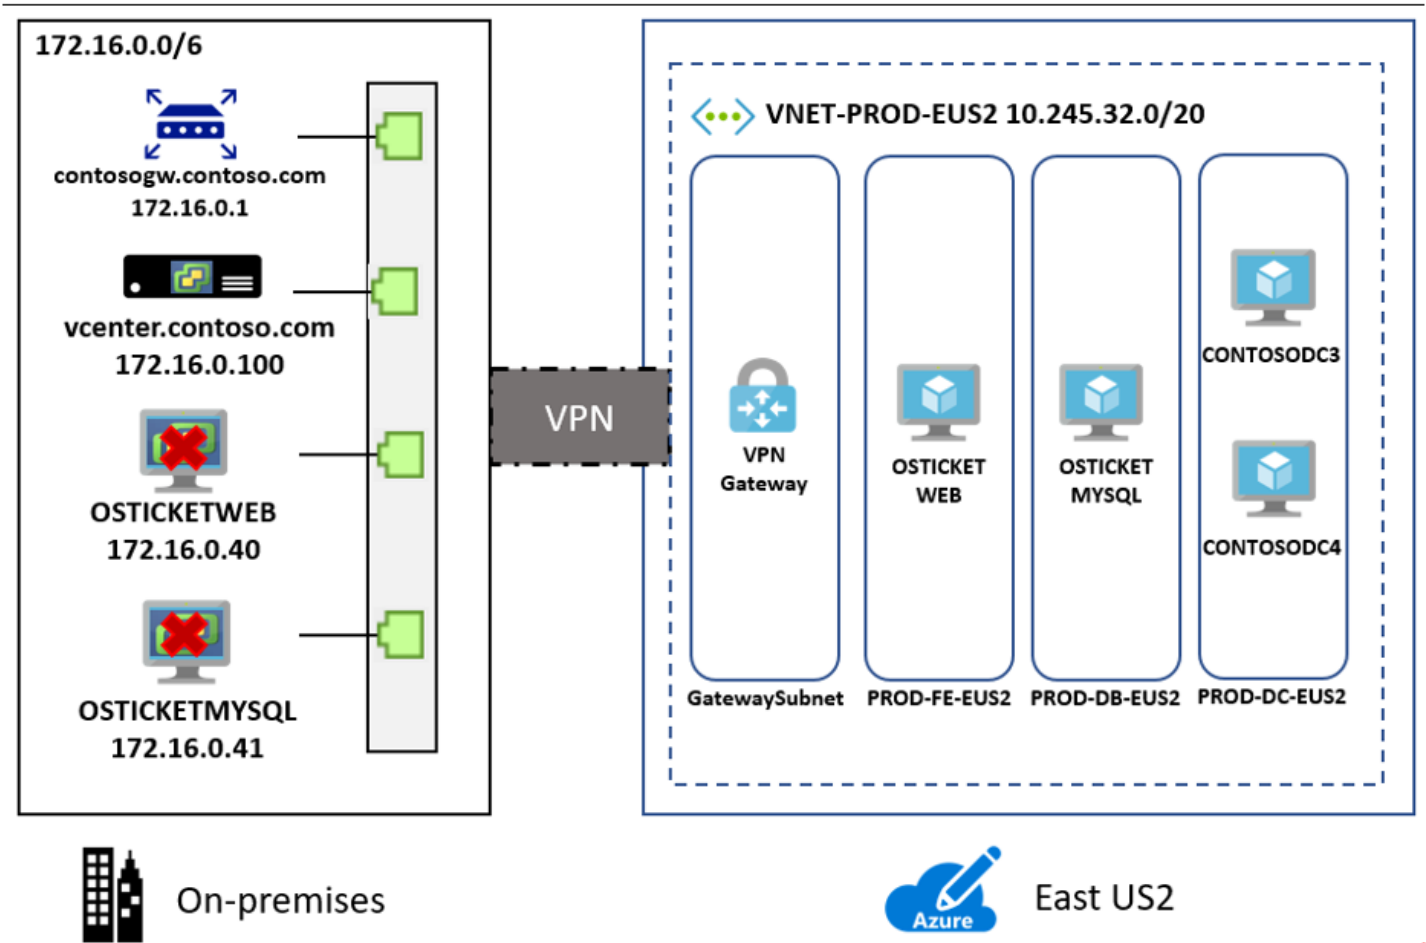 172.16.0.0/6
contosogw.contoso.com
172.16.0.1
vcenter.contoso.com
172.16.0.100
OSTICKETWEB
172.16.0.40
OSTICKETMYSQL
172.16.0.41
On-premises
VPN
VNET-PROD-EUS2 10.245.32.0/20
VPN
Gateway
GatewaySubnet
OSTICKET
WEB
PROD-FE-EUS2
OSTICKET
MYSQL
PROD-DB-EUS2
CONTOSODC3
CONTOSODC4
PROD-DC-EUS2
Azure
East US2